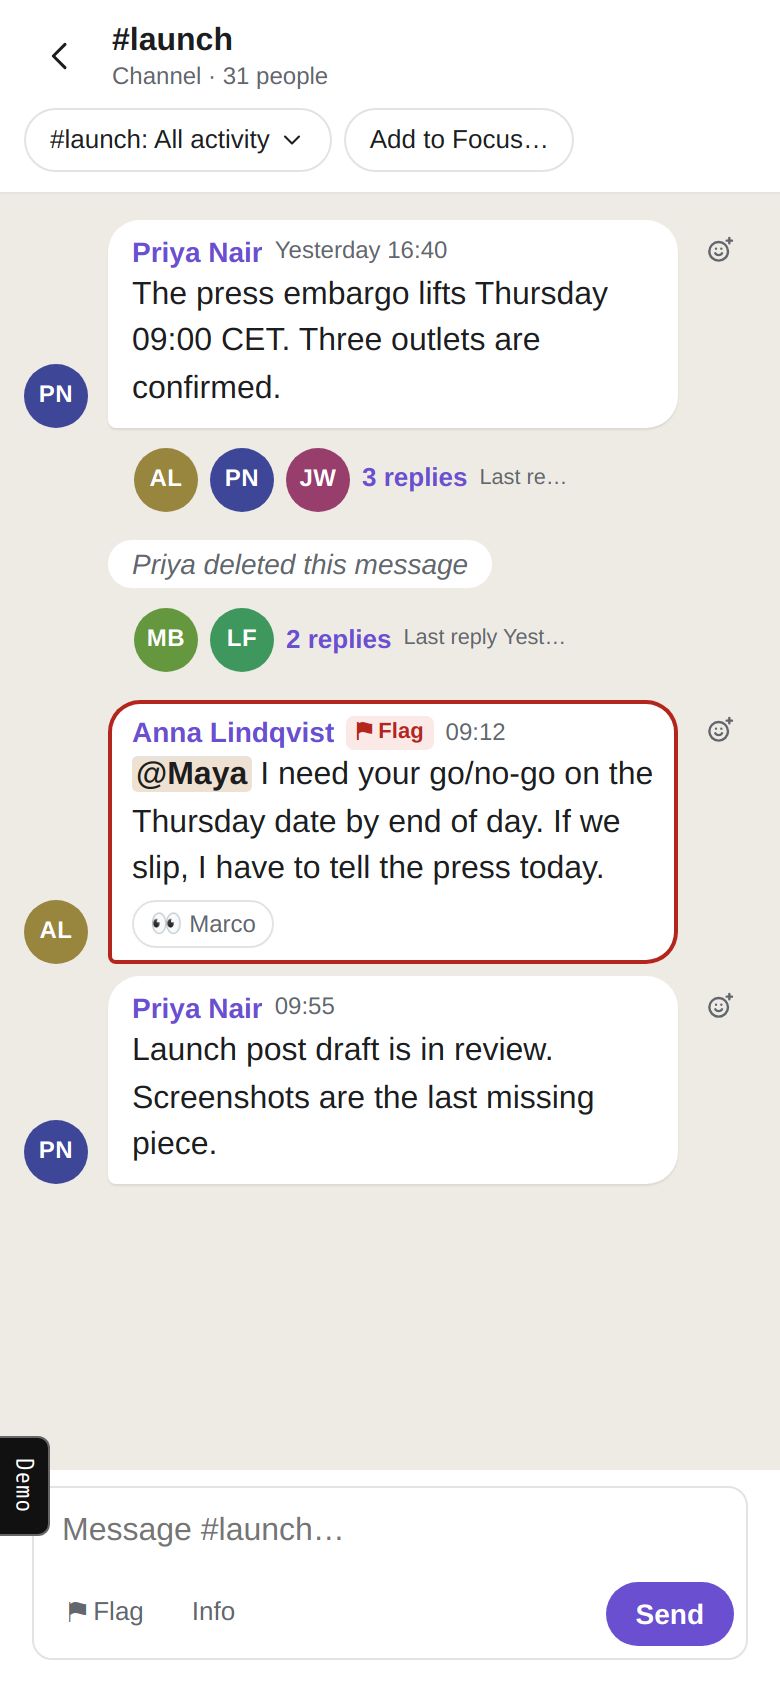 #launch
Channel · 31 people
#launch: All activity
Add to Focus…
Priya Nair Yesterday 16:40
The press embargo lifts Thursday
09:00 CET. Three outlets are
confirmed.
PN
AL PN JW 3 replies Last re…
Priya deleted this message
MB LF 2 replies Last reply Yest…
Anna Lindqvist Flag 09:12
@Maya I need your go/no-go on the
Thursday date by end of day. If we
slip, I have to tell the press today.
👀 Marco
AL
Priya Nair 09:55
Launch post draft is in review.
Screenshots are the last missing
piece.
PN
Demo
Message #launch…
Flag Info Send